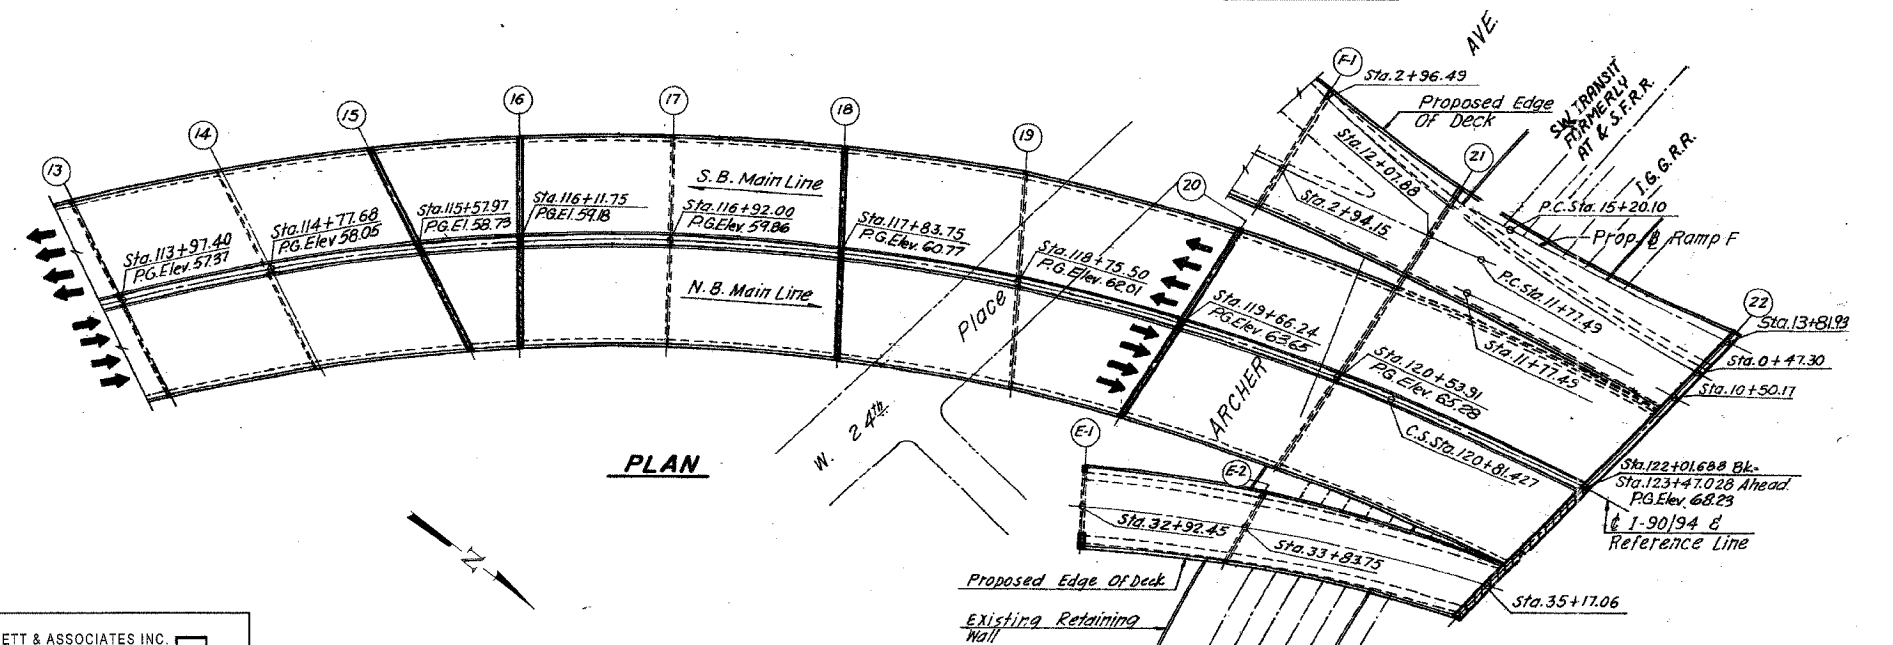 13
14
15
16
17
18
19
20
F-1
21
22
E-1
E-2
Sta.113+97.40
P.G.Elev.57.37
Sta.114+77.68
P.G.Elev 58.05
Sta.115+57.97
P.G.El.58.73
Sta.116+11.75
P.G.El.59.18
Sta.116+92.00
P.G.Elev.59.86
Sta.117+83.75
P.G.Elev.60.77
Sta.118+75.50
P.G.Elev.62.01
Sta.119+66.24
P.G.Elev 63.65
Sta.120+53.91
P.G.Elev. 65.28
C.S.Sta.120+81.427
Sta.122+01.688 Bk=
Sta.123+47.028 Ahead
P.G.Elev. 68.23
₵ I-90/94 &
Reference Line
S.B. Main Line
N.B. Main Line
W. 24th Place
ARCHER AVE.
Sta.2+96.49
Proposed Edge
Of Deck
SW TRANSIT
FORMERLY
AT & S.F.R.R.
I.G.G.R.R.
P.C.Sta.15+20.10
Prop. ₿ Ramp F
Sta.12+07.88
Sta.2+94.15
P.C.Sta.11+77.49
Sta.11+77.49
Sta.13+81.93
Sta.0+47.30
Sta.10+50.17
Sta.32+92.45
Sta.33+83.75
Sta.35+17.06
Proposed Edge Of Deck
Existing Retaining
Wall
PLAN
N
ETT & ASSOCIATES INC.